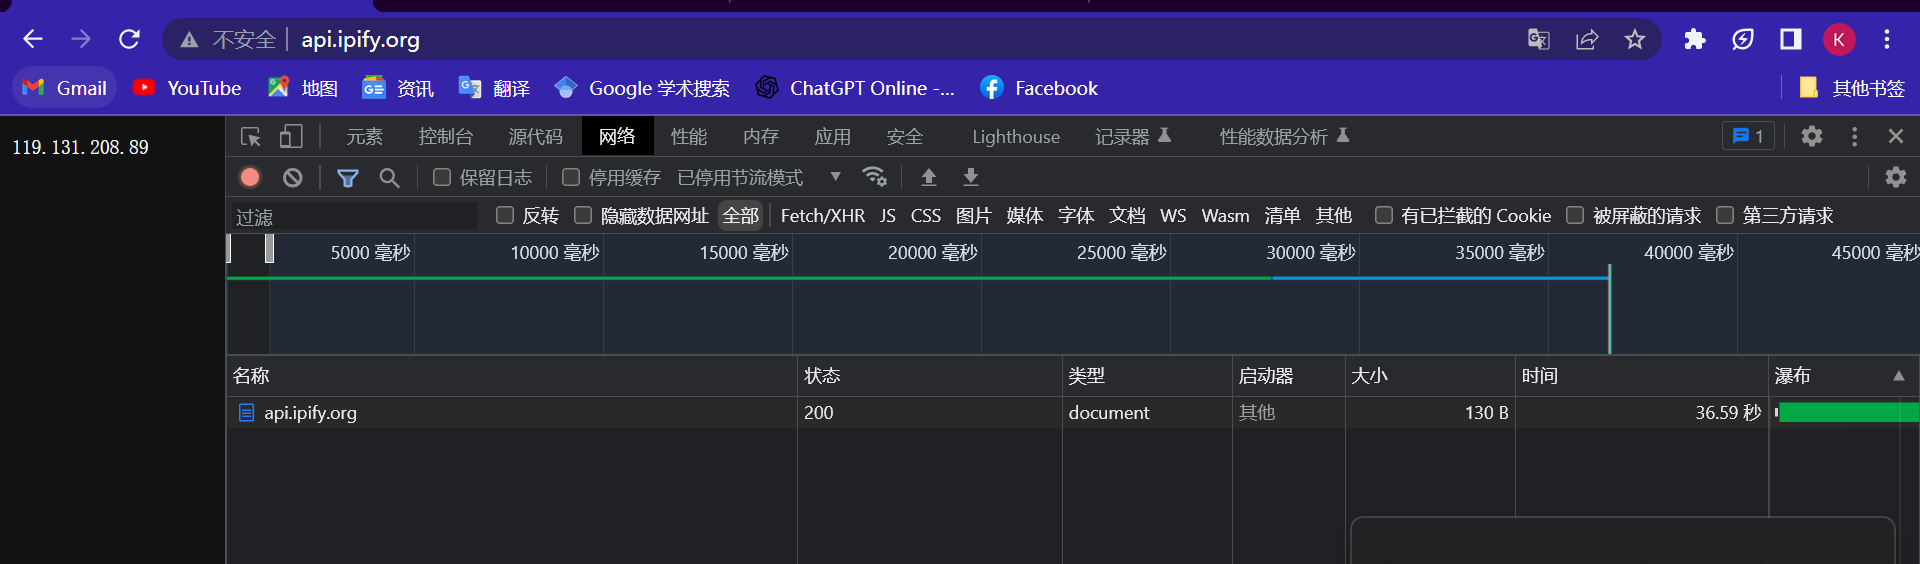 不安全 api.ipify.org K
Gmail YouTube 地图 资讯 翻译 Google 学术搜索 ChatGPT Online -... Facebook 其他书签
119.131.208.89
元素 控制台 源代码 网络 性能 内存 应用 安全 Lighthouse 记录器 性能数据分析 1
保留日志 停用缓存 已停用节流模式
过滤 反转 隐藏数据网址 全部 Fetch/XHR JS CSS 图片 媒体 字体 文档 WS Wasm 清单 其他 有已拦截的 Cookie 被屏蔽的请求 第三方请求
5000 毫秒 10000 毫秒 15000 毫秒 20000 毫秒 25000 毫秒 30000 毫秒 35000 毫秒 40000 毫秒 45000 毫秒
名称 状态 类型 启动器 大小 时间 瀑布
api.ipify.org 200 document 其他 130 B 36.59 秒